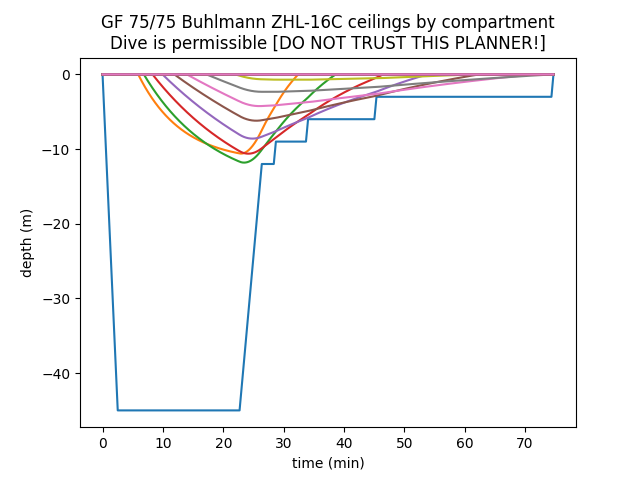 GF 75/75 Buhlmann ZHL-16C ceilings by compartment
Dive is permissible [DO NOT TRUST THIS PLANNER!]
depth (m)
0
−10
−20
−30
−40
0 10 20 30 40 50 60 70
time (min)